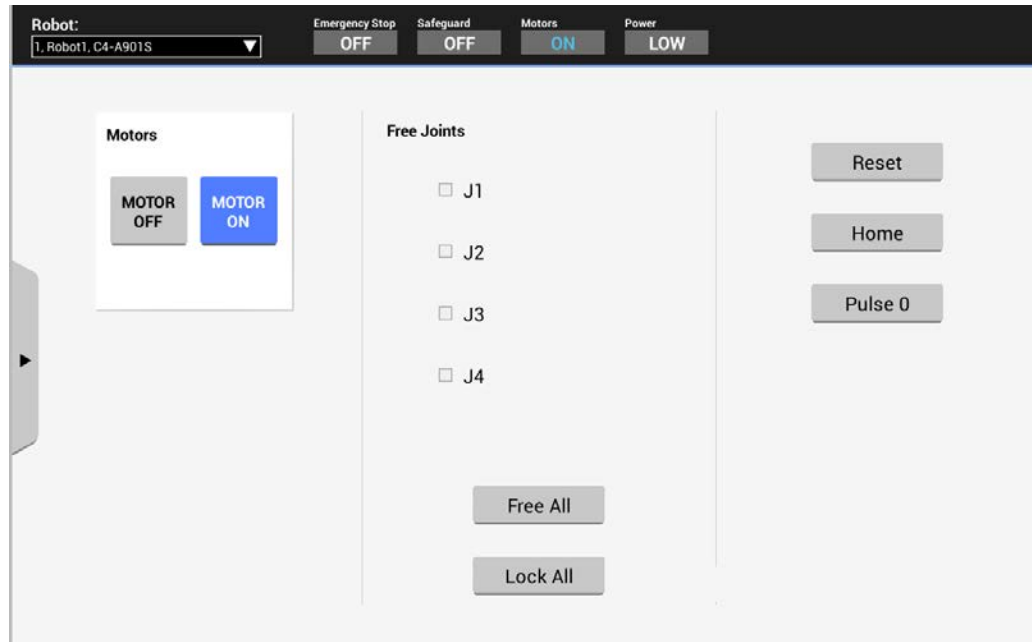 Robot:
1, Robot1, C4-A901S
Emergency Stop
OFF
Safeguard
OFF
Motors
ON
Power
LOW
Motors
MOTOR
OFF
MOTOR
ON
Free Joints
J1
J2
J3
J4
Free All
Lock All
Reset
Home
Pulse 0